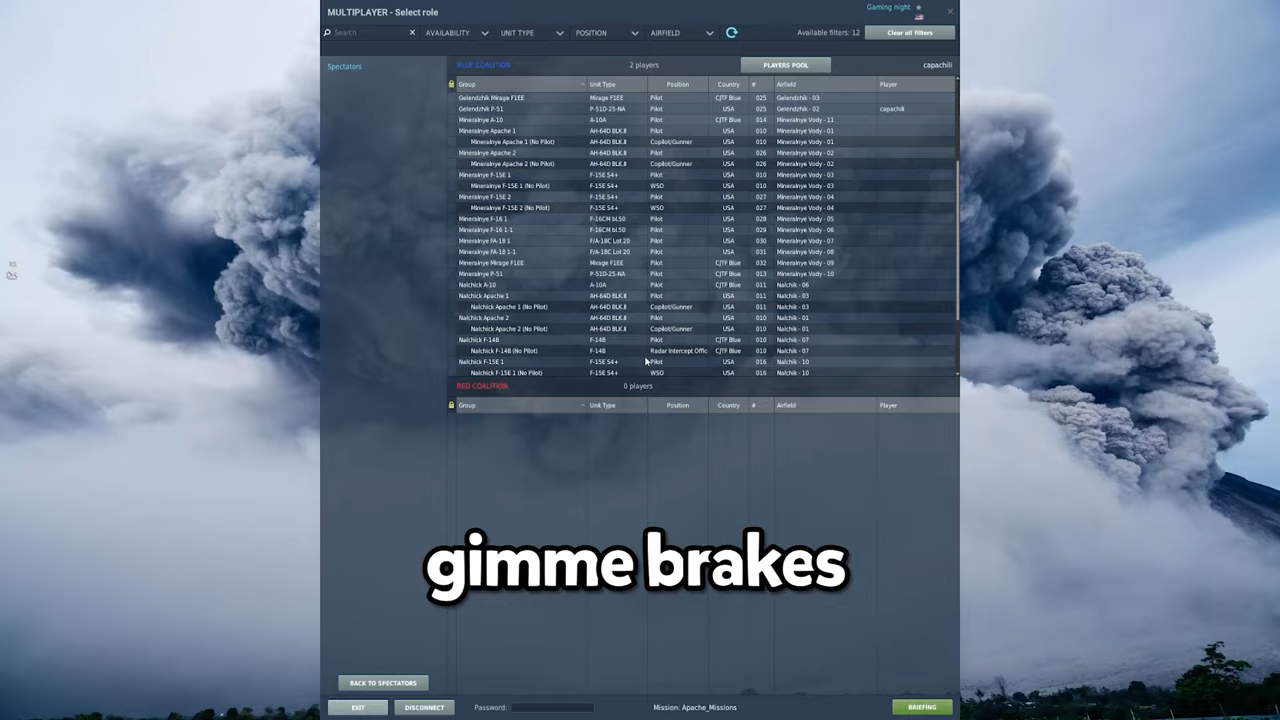 MULTIPLAYER - Select role
Gaming night
Search
AVAILABILITY
UNIT TYPE
POSITION
AIRFIELD
Available filters: 12
Clear all filters
Spectators
BLUE COALITION
2 players
PLAYERS POOL
capachili
Group Unit Type Position Country # Airfield Player
Gelendzhik Mirage F1EE Mirage F1EE Pilot CJTF Blue 025 Gelendzhik - 03
Gelendzhik P-51 P-51D-25-NA Pilot USA 025 Gelendzhik - 02 capachili
Mineralnye A-10 A-10A Pilot CJTF Blue 014 Mineralnye Vody - 11
Mineralnye Apache 1 AH-64D BLK.II Pilot USA 010 Mineralnye Vody - 01
Mineralnye Apache 1 (No Pilot) AH-64D BLK.II Copilot/Gunner USA 010 Mineralnye Vody - 01
Mineralnye Apache 2 AH-64D BLK.II Pilot CJTF Blue 026 Mineralnye Vody - 02
Mineralnye Apache 2 (No Pilot) AH-64D BLK.II Copilot/Gunner USA 026 Mineralnye Vody - 02
Mineralnye F-15E 1 F-15E S4+ Pilot USA 010 Mineralnye Vody - 03
Mineralnye F-15E 1 (No Pilot) F-15E S4+ WSO USA 010 Mineralnye Vody - 03
Mineralnye F-15E 2 F-15E S4+ Pilot USA 027 Mineralnye Vody - 04
Mineralnye F-15E 2 (No Pilot) F-15E S4+ WSO USA 027 Mineralnye Vody - 04
Mineralnye F-16 1 F-16CM bl.50 Pilot USA 028 Mineralnye Vody - 05
Mineralnye F-16 1-1 F-16CM bl.50 Pilot USA 029 Mineralnye Vody - 06
Mineralnye FA-18 1 F/A-18C Lot 20 Pilot USA 030 Mineralnye Vody - 07
Mineralnye FA-18 1-1 F/A-18C Lot 20 Pilot USA 031 Mineralnye Vody - 08
Mineralnye Mirage F1EE Mirage F1EE Pilot CJTF Blue 032 Mineralnye Vody - 09
Mineralnye P-51 P-51D-25-NA Pilot CJTF Blue 013 Mineralnye Vody - 10
Nalchick A-10 A-10A Pilot CJTF Blue 011 Nalchik - 06
Nalchick Apache 1 AH-64D BLK.II Pilot USA 011 Nalchik - 03
Nalchick Apache 1 (No Pilot) AH-64D BLK.II Copilot/Gunner USA 011 Nalchik - 03
Nalchick Apache 2 AH-64D BLK.II Pilot USA 010 Nalchik - 01
Nalchick Apache 2 (No Pilot) AH-64D BLK.II Copilot/Gunner USA 010 Nalchik - 01
Nalchick F-14B F-14B Pilot CJTF Blue 010 Nalchik - 07
Nalchick F-14B (No Pilot) F-14B Radar Intercept Offic CJTF Blue 010 Nalchik - 07
Nalchick F-15E 1 F-15E S4+ Pilot USA 016 Nalchik - 10
Nalchick F-15E 1 (No Pilot) F-15E S4+ WSO USA 016 Nalchik - 10
RED COALITION
0 players
Group Unit Type Position Country # Airfield Player
gimme brakes
BACK TO SPECTATORS
EXIT
DISCONNECT
Password:
Mission: Apache_Missions
BRIEFING